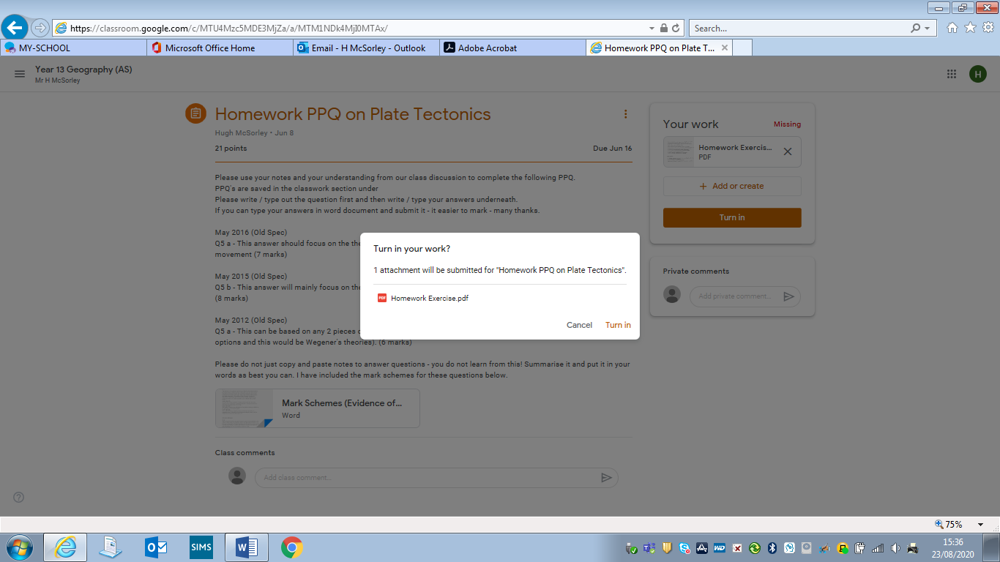 https://classroom.google.com/c/MTU4Mzc5MDE3MjZa/a/MTM1NDk4MjI0MTAx/
Search...
MY-SCHOOL
Microsoft Office Home
Email - H McSorley - Outlook
Adobe Acrobat
Homework PPQ on Plate T...
Year 13 Geography (AS)
Mr H McSorley
H
Homework PPQ on Plate Tectonics
Hugh McSorley • Jun 8
21 points
Due Jun 16
Please use your notes and your understanding from our class discussion to complete the following PPQ.
PPQ's are saved in the classwork section under
Please write / type out the question first and then write / type your answers underneath.
If you can type your answers in word document and submit it - it easier to mark - many thanks.
May 2016 (Old Spec)
Q5 a - This answer should focus on the the
movement (7 marks)
May 2015 (Old Spec)
Q5 b - This answer will mainly focus on the
(8 marks)
May 2012 (Old Spec)
Q5 a - This can be based on any 2 pieces
options and this would be Wegener's theories). (6 marks)
Please do not just copy and paste notes to answer questions - you do not learn from this! Summarise it and put it in your
words as best you can. I have included the mark schemes for these questions below.
Mark Schemes (Evidence of...
Word
Class comments
Add class comment...
Your work
Missing
Homework Exercis...
PDF
+ Add or create
Turn in
Private comments
Add private comment...
Turn in your work?
1 attachment will be submitted for "Homework PPQ on Plate Tectonics".
PDF
Homework Exercise.pdf
Cancel
Turn in
75%
SIMS
15:36
23/08/2020